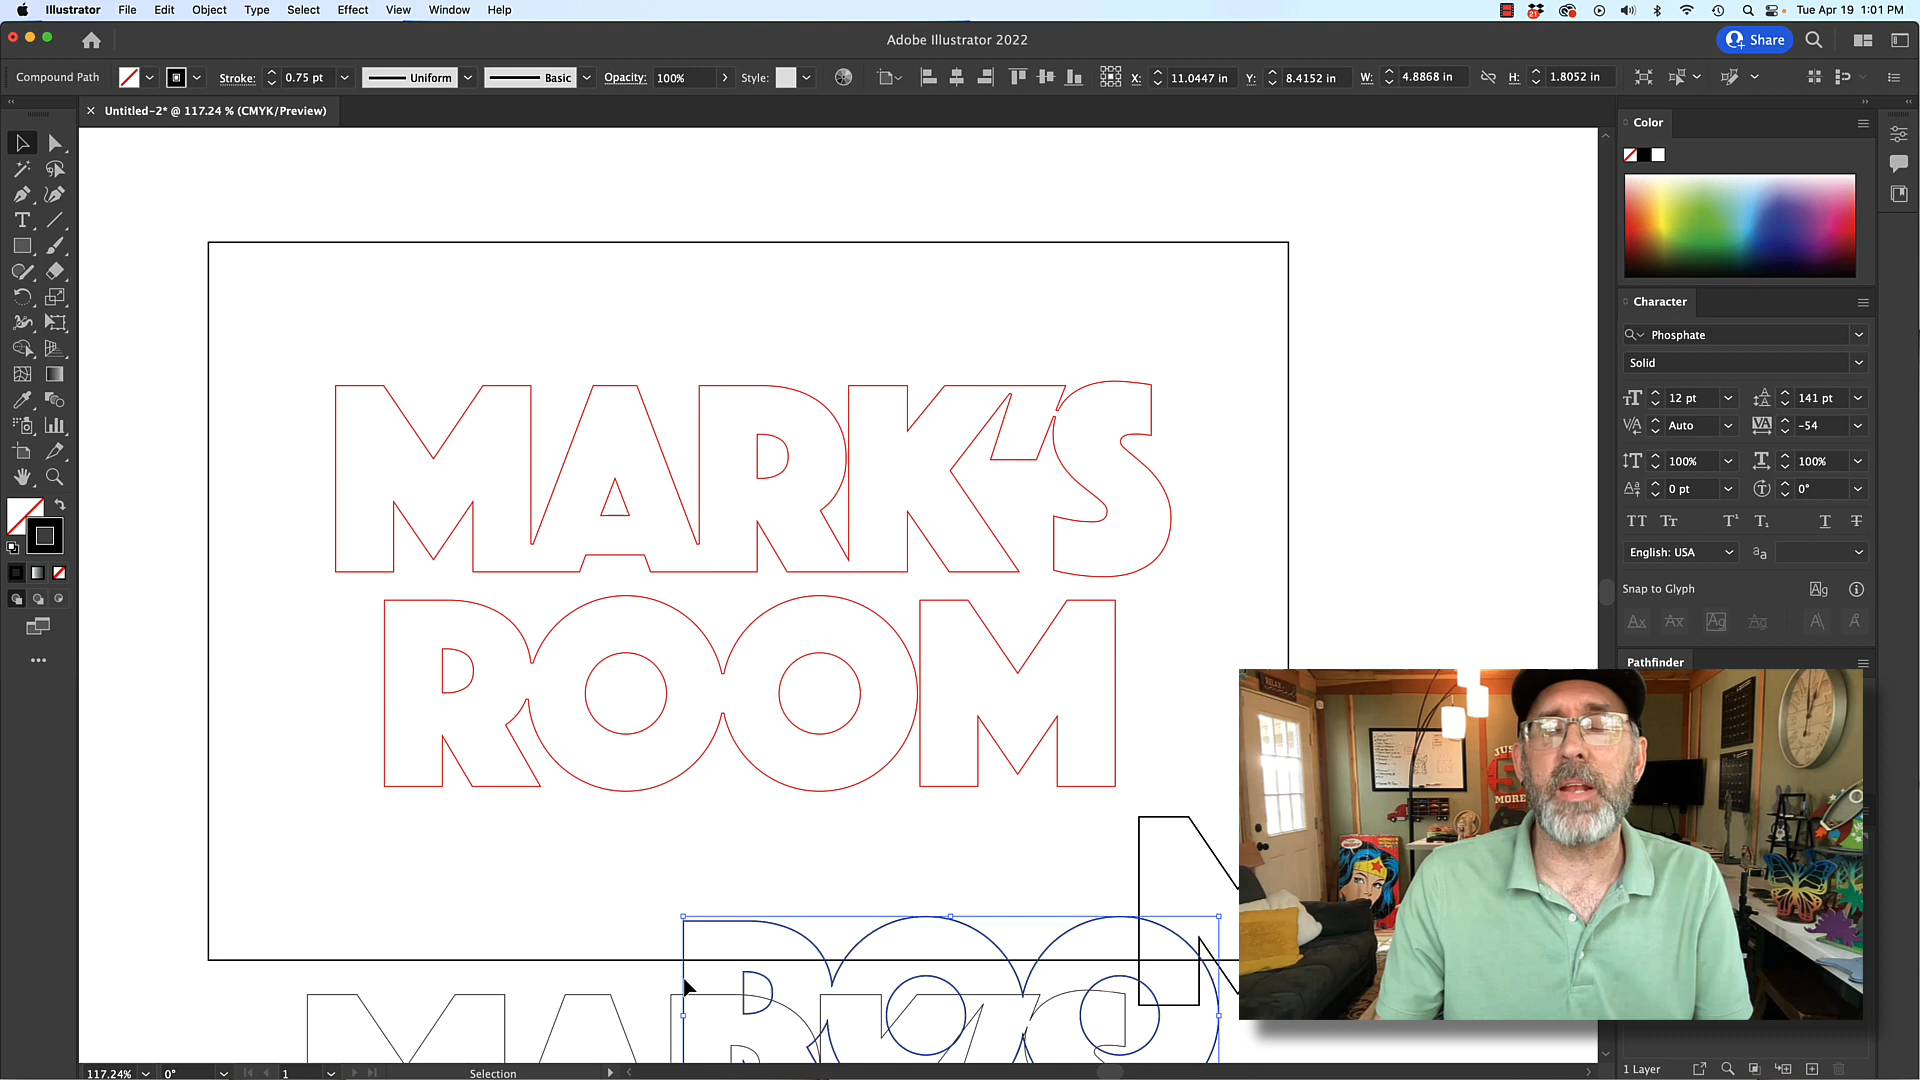 Illustrator File Edit Object Type Select Effect View Window Help
Tue Apr 19 1:01 PM
Adobe Illustrator 2022
Share
Compound Path
Stroke: 0.75 pt
Uniform
Basic
Opacity: 100%
Style:
X: 11.0447 in
Y: 8.4152 in
W: 4.8868 in
H: 1.8052 in
Untitled-2* @ 117.24 % (CMYK/Preview)
Color
Character
Phosphate
Solid
12 pt
141 pt
Auto
-54
100%
100%
0 pt
0°
English: USA
Snap to Glyph
Pathfinder
MARK'S
ROOM
M
ROO
MARK'S
MORE
117.24%
0°
1
Selection
1 Layer